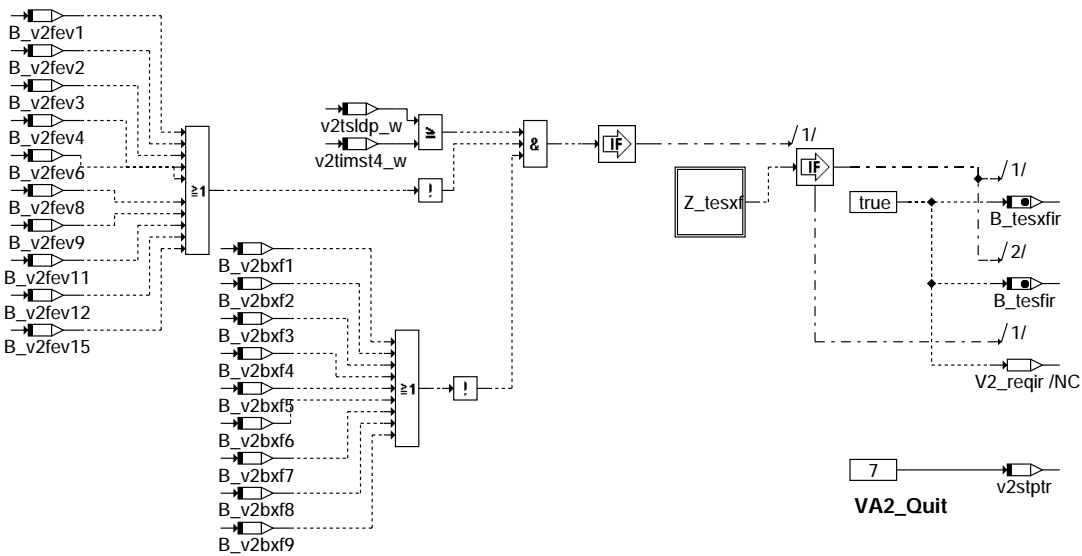 B_v2fev1
B_v2fev2
B_v2fev3
B_v2fev4
B_v2fev6
B_v2fev8
B_v2fev9
B_v2fev11
B_v2fev12
B_v2fev15
≥1
v2tsldp_w
v2timst4_w
≥
!
&
IF
1/
Z_tesxf
IF
1/
true
B_tesxfir
2/
B_tesfir
1/
V2_reqir /NC
B_v2bxf1
B_v2bxf2
B_v2bxf3
B_v2bxf4
B_v2bxf5
B_v2bxf6
B_v2bxf7
B_v2bxf8
B_v2bxf9
≥1
!
7
v2stptr
VA2_Quit